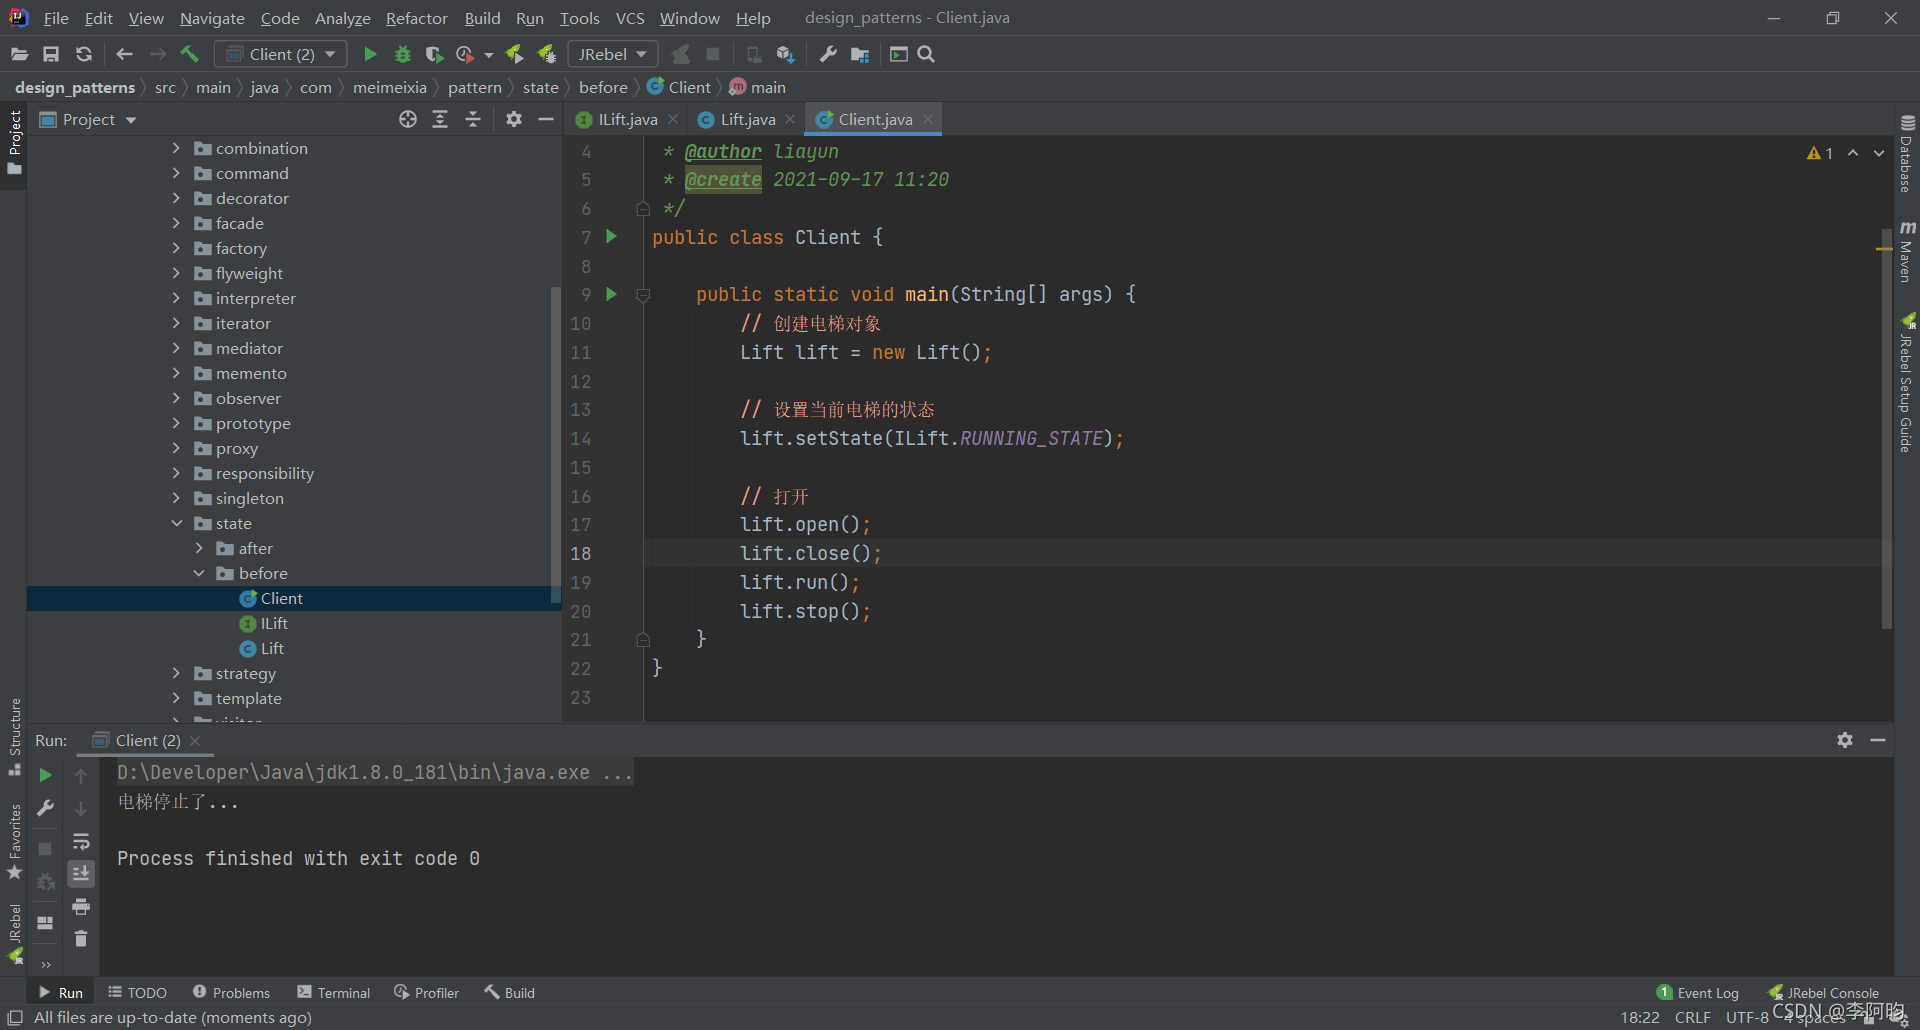 File Edit View Navigate Code Analyze Refactor Build Run Tools VCS Window Help design_patterns - Client.java
Client (2) JRebel
design_patterns src main java com meimeixia pattern state before Client main
Project
ILift.java Lift.java Client.java
Project
combination
command
decorator
facade
factory
flyweight
interpreter
iterator
mediator
memento
observer
prototype
proxy
responsibility
singleton
state
after
before
Client
ILift
Lift
strategy
template
4 * @author liayun
5 * @create 2021-09-17 11:20
6 */
7 public class Client {
8
9 public static void main(String[] args) {
10 // 创建电梯对象
11 Lift lift = new Lift();
12
13 // 设置当前电梯的状态
14 lift.setState(ILift.RUNNING_STATE);
15
16 // 打开
17 lift.open();
18 lift.close();
19 lift.run();
20 lift.stop();
21 }
22 }
23
1
Database
Maven
JRebel Setup Guide
Structure
Favorites
JRebel
Run: Client (2)
D:\Developer\Java\jdk1.8.0_181\bin\java.exe ...
电梯停止了...
Process finished with exit code 0
Run TODO Problems Terminal Profiler Build
1 Event Log JRebel Console
All files are up-to-date (moments ago)
18:22 CRLF UTF-8 4 spaces
CSDN @李阿昀